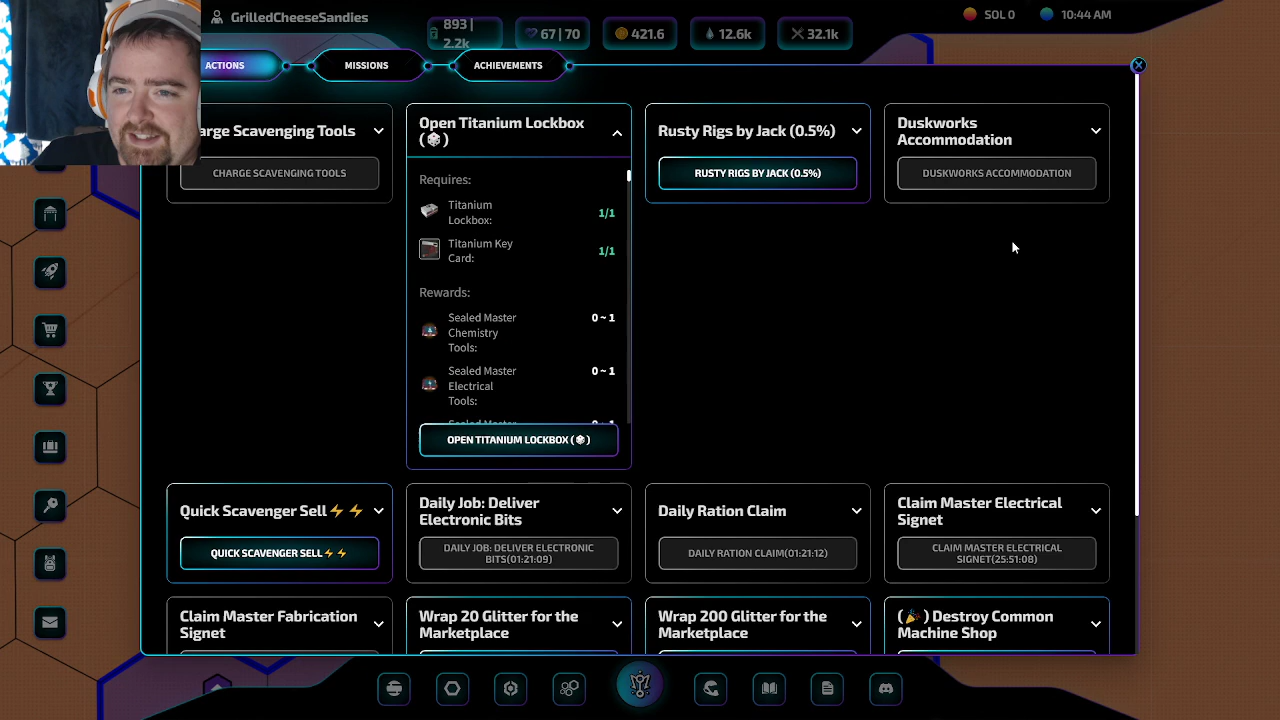 GrilledCheeseSandies
893 |
2.2k
67 | 70
421.6
12.6k
32.1k
SOL 0
10:44 AM
ACTIONS
MISSIONS
ACHIEVEMENTS
arge Scavenging Tools
CHARGE SCAVENGING TOOLS
Open Titanium Lockbox
(🎲)
Requires:
Titanium
Lockbox:
1/1
Titanium Key
Card:
1/1
Rewards:
Sealed Master
Chemistry
Tools:
0 ~ 1
Sealed Master
Electrical
Tools:
0 ~ 1
OPEN TITANIUM LOCKBOX (🎲)
Rusty Rigs by Jack (0.5%)
RUSTY RIGS BY JACK (0.5%)
Duskworks
Accommodation
DUSKWORKS ACCOMMODATION
Quick Scavenger Sell⚡⚡
QUICK SCAVENGER SELL⚡⚡
Daily Job: Deliver
Electronic Bits
DAILY JOB: DELIVER ELECTRONIC
BITS(01:21:09)
Daily Ration Claim
DAILY RATION CLAIM(01:21:12)
Claim Master Electrical
Signet
CLAIM MASTER ELECTRICAL
SIGNET(25:51:08)
Claim Master Fabrication
Signet
Wrap 20 Glitter for the
Marketplace
Wrap 200 Glitter for the
Marketplace
(🎉) Destroy Common
Machine Shop